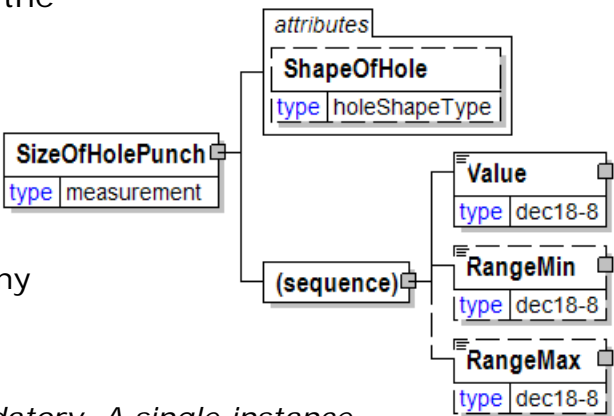 the
attributes
ShapeOfHole
type holeShapeType
SizeOfHolePunch
type measurement
Value
type dec18-8
ny
(sequence)
RangeMin
type dec18-8
RangeMax
type dec18-8
datory. A single instance